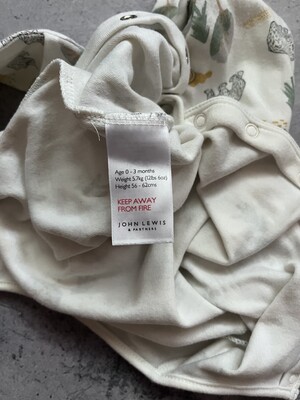 Age 0 - 3 months
Weight 5.7kg (12lbs 6oz)
Height 56 - 62cms
KEEP AWAY
FROM FIRE
JOHN LEWIS
& PARTNERS